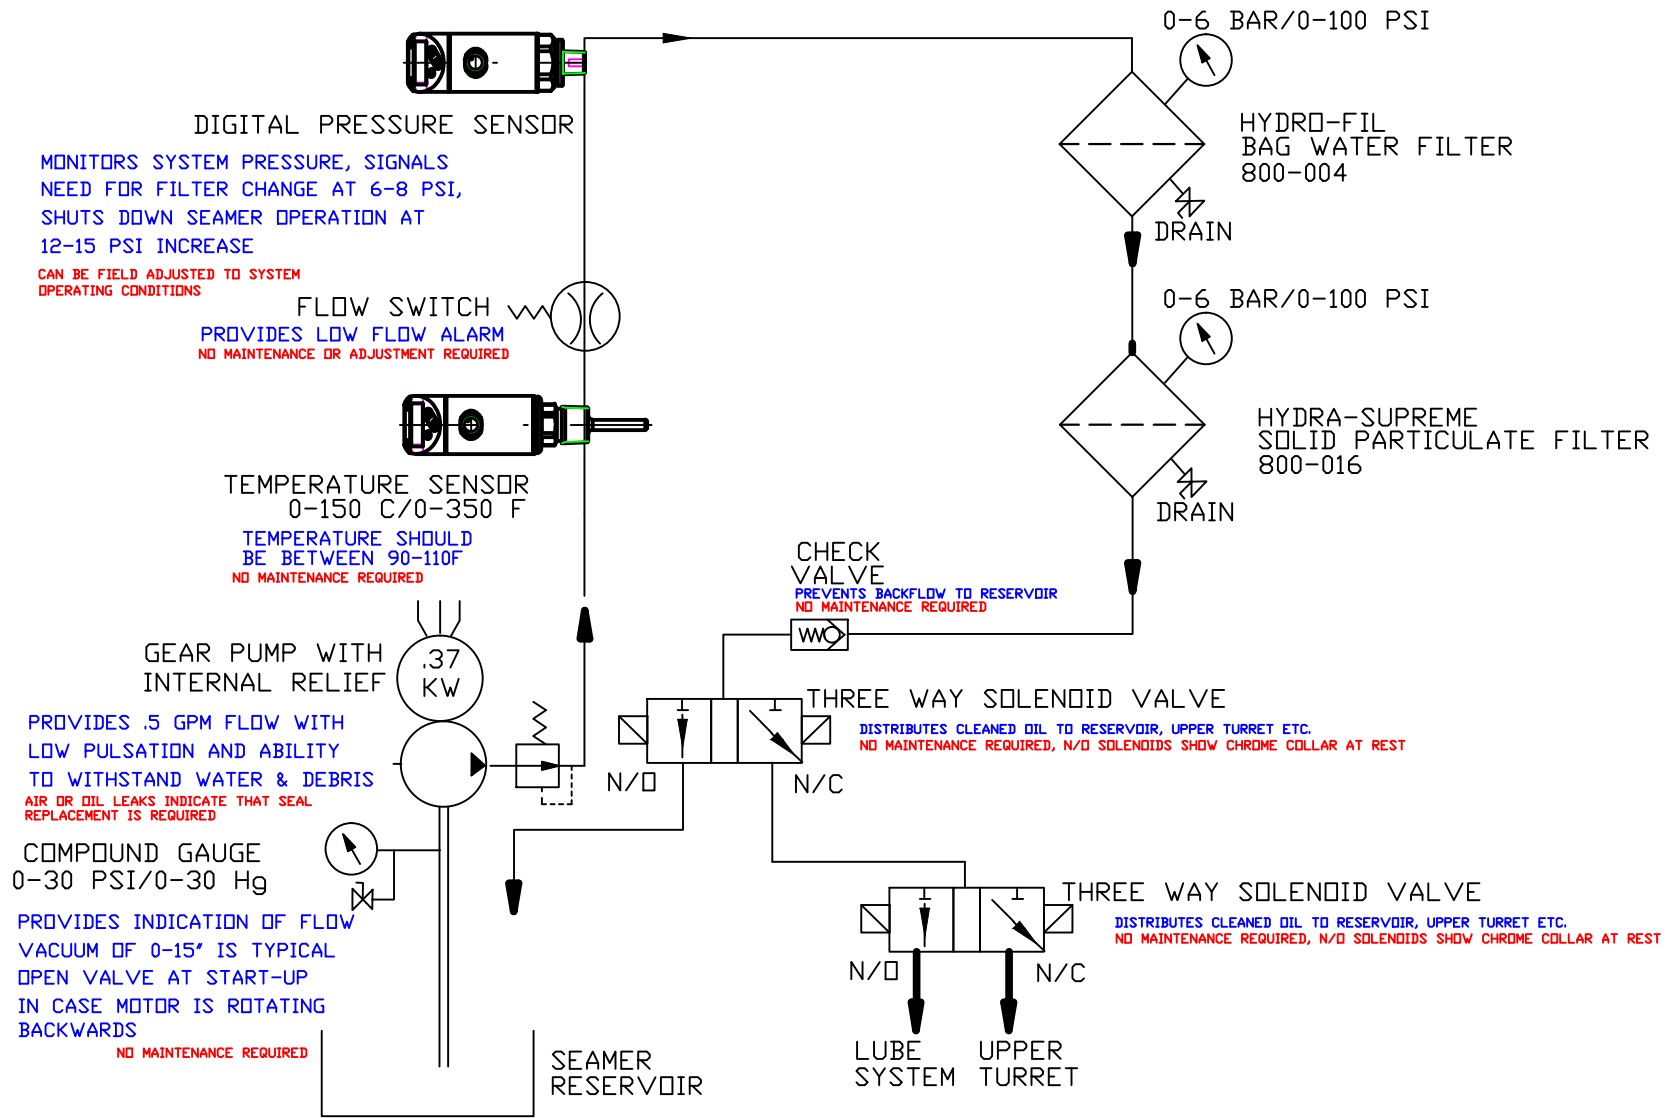 0-6 BAR/0-100 PSI
DIGITAL PRESSURE SENSOR
MONITORS SYSTEM PRESSURE, SIGNALS
NEED FOR FILTER CHANGE AT 6-8 PSI,
SHUTS DOWN SEAMER OPERATION AT
12-15 PSI INCREASE
CAN BE FIELD ADJUSTED TO SYSTEM
OPERATING CONDITIONS
HYDRO-FIL
BAG WATER FILTER
800-004
DRAIN
FLOW SWITCH
PROVIDES LOW FLOW ALARM
NO MAINTENANCE OR ADJUSTMENT REQUIRED
0-6 BAR/0-100 PSI
HYDRA-SUPREME
SOLID PARTICULATE FILTER
800-016
DRAIN
TEMPERATURE SENSOR
0-150 C/0-350 F
TEMPERATURE SHOULD
BE BETWEEN 90-110F
NO MAINTENANCE REQUIRED
CHECK
VALVE
PREVENTS BACKFLOW TO RESERVOIR
NO MAINTENANCE REQUIRED
GEAR PUMP WITH
INTERNAL RELIEF
.37
KW
PROVIDES .5 GPM FLOW WITH
LOW PULSATION AND ABILITY
TO WITHSTAND WATER & DEBRIS
AIR OR OIL LEAKS INDICATE THAT SEAL
REPLACEMENT IS REQUIRED
THREE WAY SOLENOID VALVE
DISTRIBUTES CLEANED OIL TO RESERVOIR, UPPER TURRET ETC.
NO MAINTENANCE REQUIRED, N/O SOLENOIDS SHOW CHROME COLLAR AT REST
N/O
N/C
COMPOUND GAUGE
0-30 PSI/0-30 Hg
PROVIDES INDICATION OF FLOW
VACUUM OF 0-15" IS TYPICAL
OPEN VALVE AT START-UP
IN CASE MOTOR IS ROTATING
BACKWARDS
NO MAINTENANCE REQUIRED
THREE WAY SOLENOID VALVE
DISTRIBUTES CLEANED OIL TO RESERVOIR, UPPER TURRET ETC.
NO MAINTENANCE REQUIRED, N/O SOLENOIDS SHOW CHROME COLLAR AT REST
N/O
N/C
SEAMER
RESERVOIR
LUBE
SYSTEM
UPPER
TURRET